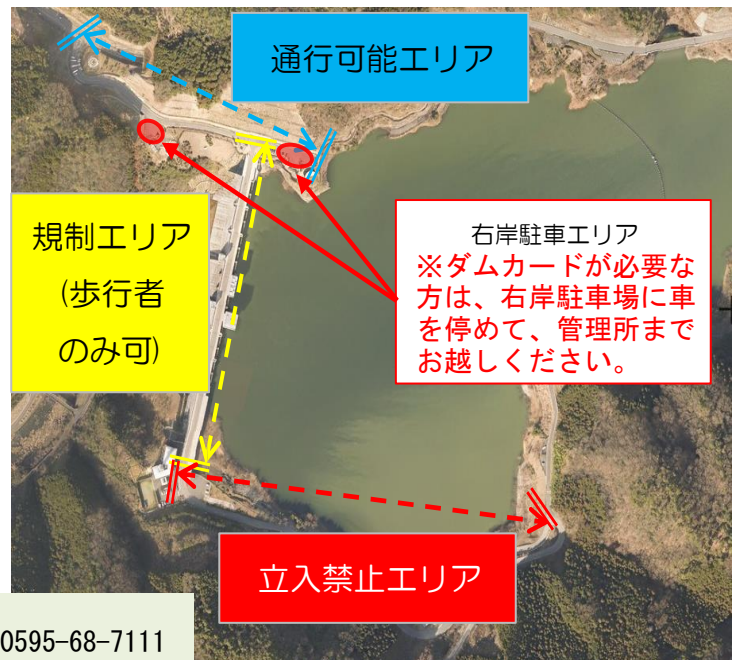 通行可能エリア
規制エリア
(歩行者
のみ可)
右岸駐車エリア
※ダムカードが必要な
方は、右岸駐車場に車
を停めて、管理所まで
お越しください。
立入禁止エリア
0595-68-7111